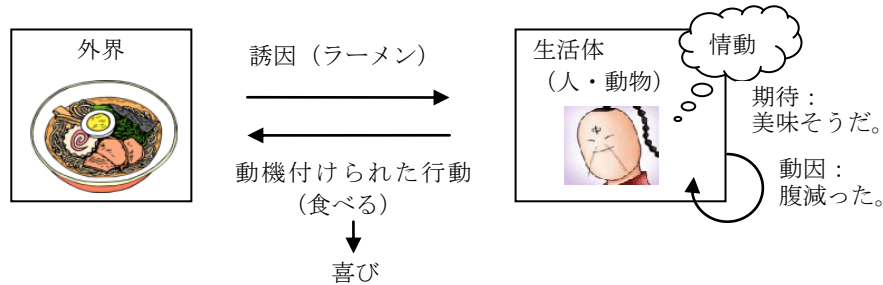 外界
誘因（ラーメン）
動機付けられた行動
（食べる）
喜び
生活体
（人・動物）
情動
期待：
美味そうだ。
動因：
腹減った。